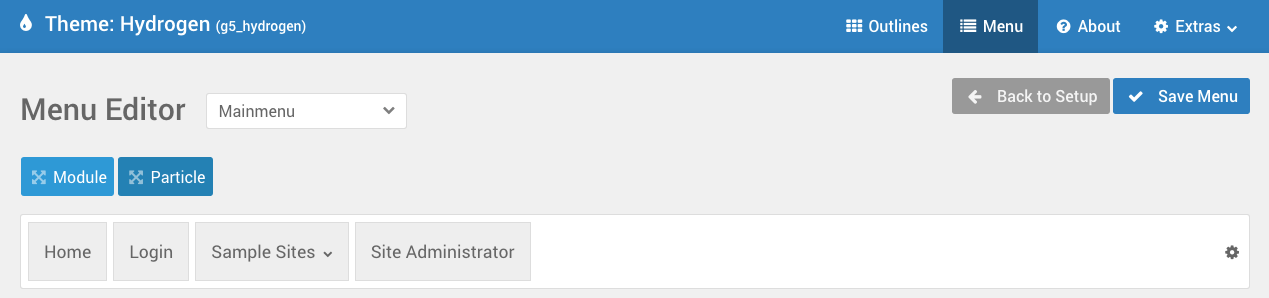 Theme: Hydrogen (g5_hydrogen) Outlines Menu About Extras
Menu Editor Mainmenu Back to Setup Save Menu
Module Particle
Home Login Sample Sites Site Administrator